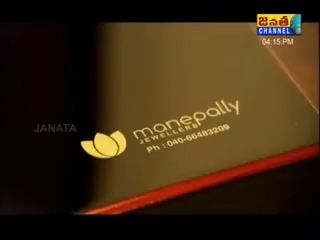 జనతా
CHANNEL
04:15 PM
JANATA
manepally
JEWELLERS
Ph : 040-66483209